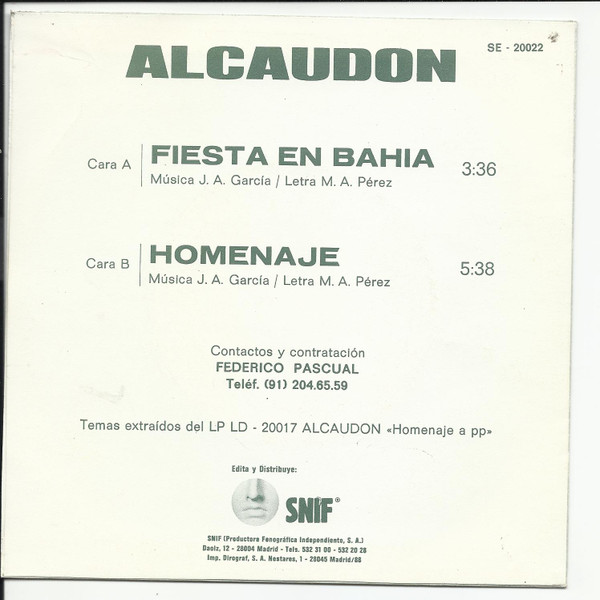 SE - 20022
ALCAUDON
Cara A
FIESTA EN BAHIA
3:36
Música J. A. García / Letra M. A. Pérez
Cara B
HOMENAJE
5:38
Música J. A. García / Letra M. A. Pérez
Contactos y contratación
FEDERICO PASCUAL
Teléf. (91) 204.65.59
Temas extraídos del LP LD - 20017 ALCAUDON «Homenaje a pp»
Edita y Distribuye:
SNIF®
SNIF (Productora Fonográfica Independiente, S. A.)
Daoiz, 12 - 28004 Madrid - Tels. 532 31 00 - 532 20 28
Imp. Dirograf, S. A. Nestares, 1 - 28045 Madrid/86